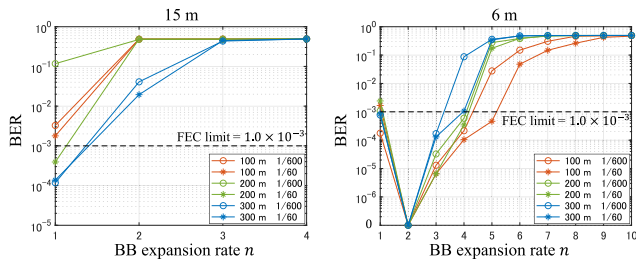 15 m
10⁰
10⁻¹
10⁻²
10⁻³
10⁻⁴
10⁻⁵
BER
FEC limit = 1.0 × 10⁻³
100 m 1/600
100 m 1/60
200 m 1/600
200 m 1/60
300 m 1/600
300 m 1/60
1 2 3 4
BB expansion rate n
6 m
10⁰
10⁻¹
10⁻²
10⁻³
10⁻⁴
10⁻⁵
10⁻⁶
0
BER
FEC limit = 1.0 × 10⁻³
100 m 1/600
100 m 1/60
200 m 1/600
200 m 1/60
300 m 1/600
300 m 1/60
1 2 3 4 5 6 7 8 9 10
BB expansion rate n